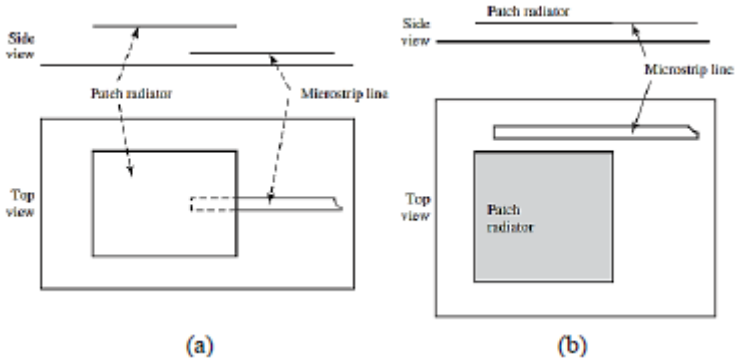 Side
view
Patch radiator
Microstrip line
Top
view
(a)
Patch radiator
Side
view
Microstrip line
Top
view
Patch
radiator
(b)